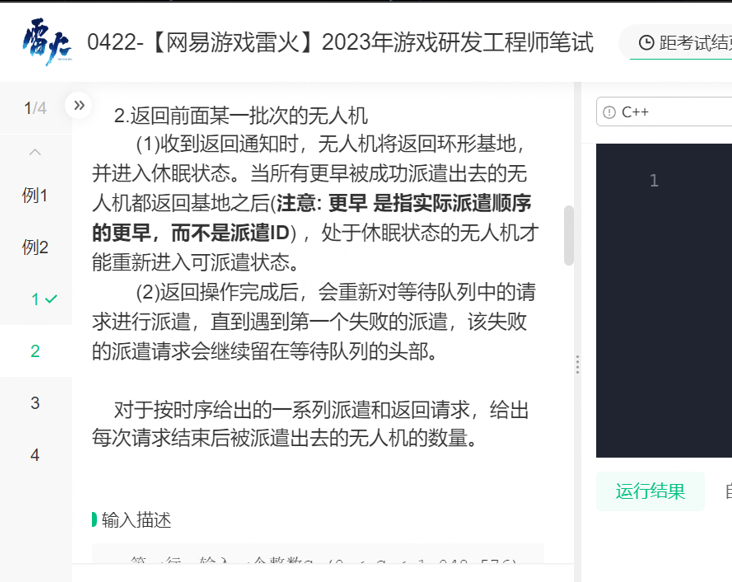 雷火
0422-【网易游戏雷火】2023年游戏研发工程师笔试
距考试结
1/4
»
例1
例2
1
2
3
4
2.返回前面某一批次的无人机
(1)收到返回通知时，无人机将返回环形基地，
并进入休眠状态。当所有更早被成功派遣出去的无
人机都返回基地之后(注意: 更早 是指实际派遣顺序
的更早，而不是派遣ID) ，处于休眠状态的无人机才
能重新进入可派遣状态。
(2)返回操作完成后，会重新对等待队列中的请
求进行派遣，直到遇到第一个失败的派遣，该失败
的派遣请求会继续留在等待队列的头部。
对于按时序给出的一系列派遣和返回请求，给出
每次请求结束后被派遣出去的无人机的数量。
输入描述
C++
1
运行结果